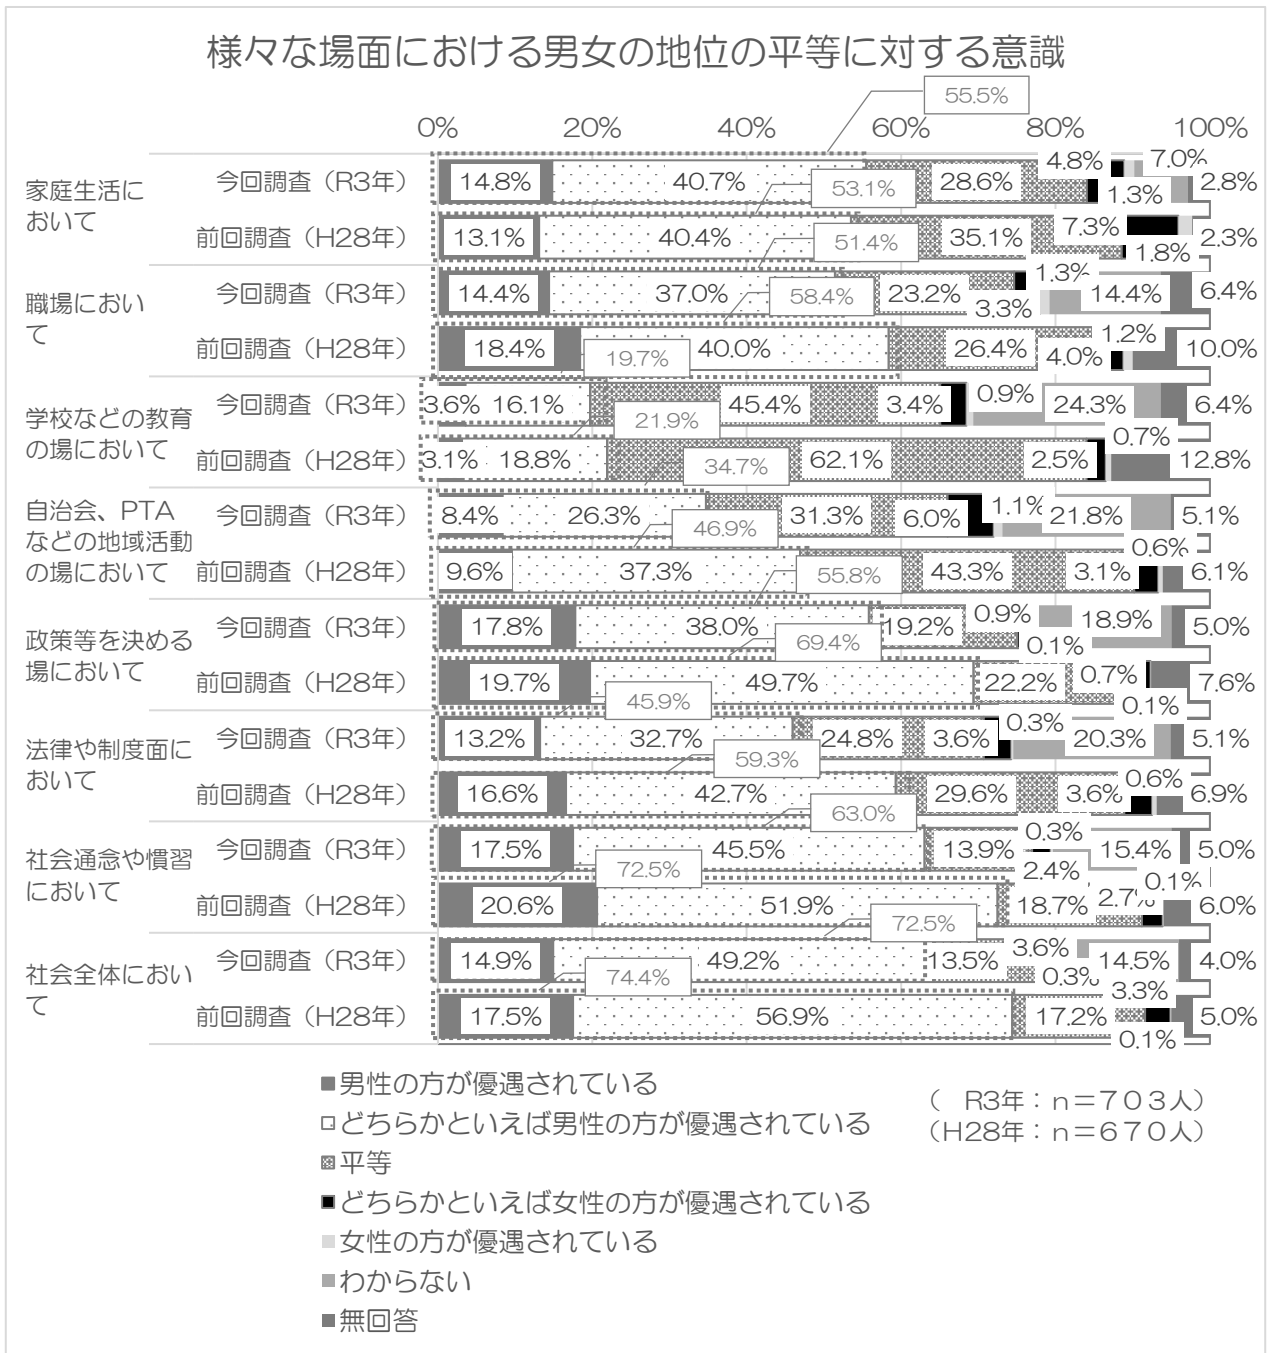 様々な場面における男女の地位の平等に対する意識
55.5%
0% 20% 40% 60% 80% 100%
家庭生活に
おいて
今回調査（R3年） 14.8% 40.7% 28.6% 4.8% 1.3% 7.0% 2.8%
53.1%
前回調査（H28年） 13.1% 40.4% 35.1% 7.3% 1.8% 2.3%
51.4%
職場におい
て
今回調査（R3年） 14.4% 37.0% 23.2% 3.3% 1.3% 14.4% 6.4%
58.4%
前回調査（H28年） 18.4% 40.0% 26.4% 4.0% 1.2% 10.0%
19.7%
学校などの教育
の場において
今回調査（R3年） 3.6% 16.1% 45.4% 3.4% 0.9% 24.3% 6.4%
21.9%
前回調査（H28年） 3.1% 18.8% 62.1% 2.5% 0.7% 12.8%
34.7%
自治会、PTA
などの地域活動
の場において
今回調査（R3年） 8.4% 26.3% 31.3% 6.0% 1.1% 21.8% 5.1%
46.9%
前回調査（H28年） 9.6% 37.3% 43.3% 3.1% 0.6% 6.1%
55.8%
政策等を決める
場において
今回調査（R3年） 17.8% 38.0% 19.2% 0.9% 0.1% 18.9% 5.0%
69.4%
前回調査（H28年） 19.7% 49.7% 22.2% 0.7% 0.1% 7.6%
45.9%
法律や制度面に
おいて
今回調査（R3年） 13.2% 32.7% 24.8% 3.6% 0.3% 20.3% 5.1%
59.3%
前回調査（H28年） 16.6% 42.7% 29.6% 3.6% 0.6% 6.9%
63.0%
社会通念や慣習
において
今回調査（R3年） 17.5% 45.5% 13.9% 2.4% 0.3% 15.4% 5.0%
72.5%
前回調査（H28年） 20.6% 51.9% 18.7% 2.7% 0.1% 6.0%
72.5%
社会全体におい
て
今回調査（R3年） 14.9% 49.2% 13.5% 3.6% 0.3% 14.5% 4.0%
74.4%
前回調査（H28年） 17.5% 56.9% 17.2% 3.3% 0.1% 5.0%
男性の方が優遇されている
どちらかといえば男性の方が優遇されている
平等
どちらかといえば女性の方が優遇されている
女性の方が優遇されている
わからない
無回答
（　R3年：ｎ＝７０３人）
（H28年：ｎ＝６７０人）